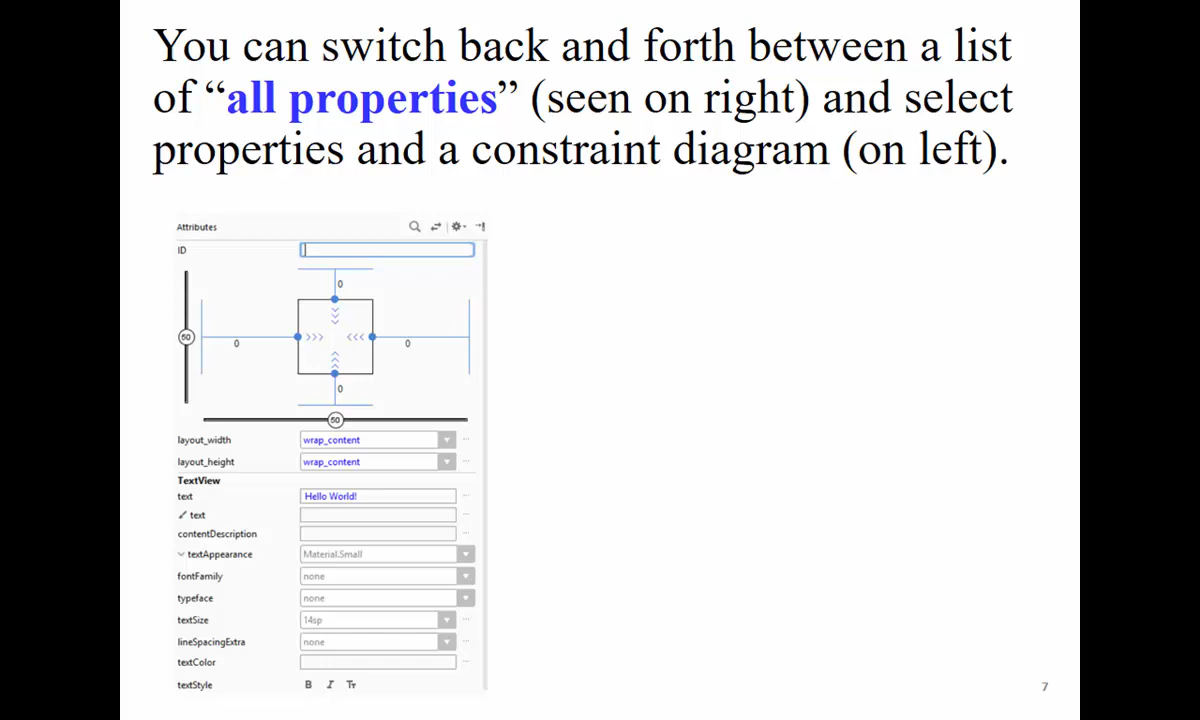 You can switch back and forth between a list
of “all properties” (seen on right) and select
properties and a constraint diagram (on left).
Attributes
ID
0
50
0
0
0
50
layout_width wrap_content
layout_height wrap_content
TextView
text Hello World!
text
contentDescription
textAppearance Material.Small
fontFamily none
typeface none
textSize 14sp
lineSpacingExtra none
textColor
textStyle B I Tt
7